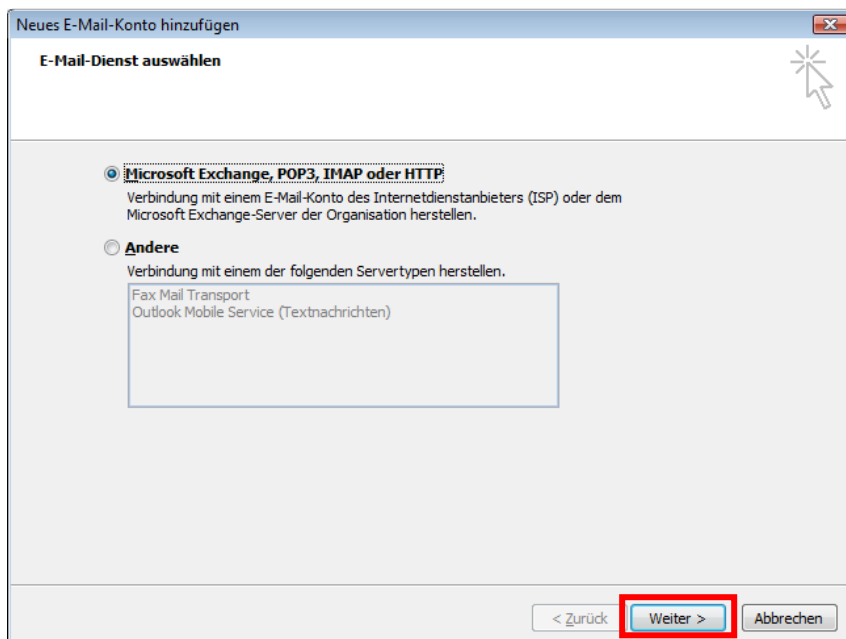 Neues E-Mail-Konto hinzufügen
E-Mail-Dienst auswählen
Microsoft Exchange, POP3, IMAP oder HTTP
Verbindung mit einem E-Mail-Konto des Internetdienstanbieters (ISP) oder dem
Microsoft Exchange-Server der Organisation herstellen.
Andere
Verbindung mit einem der folgenden Servertypen herstellen.
Fax Mail Transport
Outlook Mobile Service (Textnachrichten)
< Zurück Weiter > Abbrechen